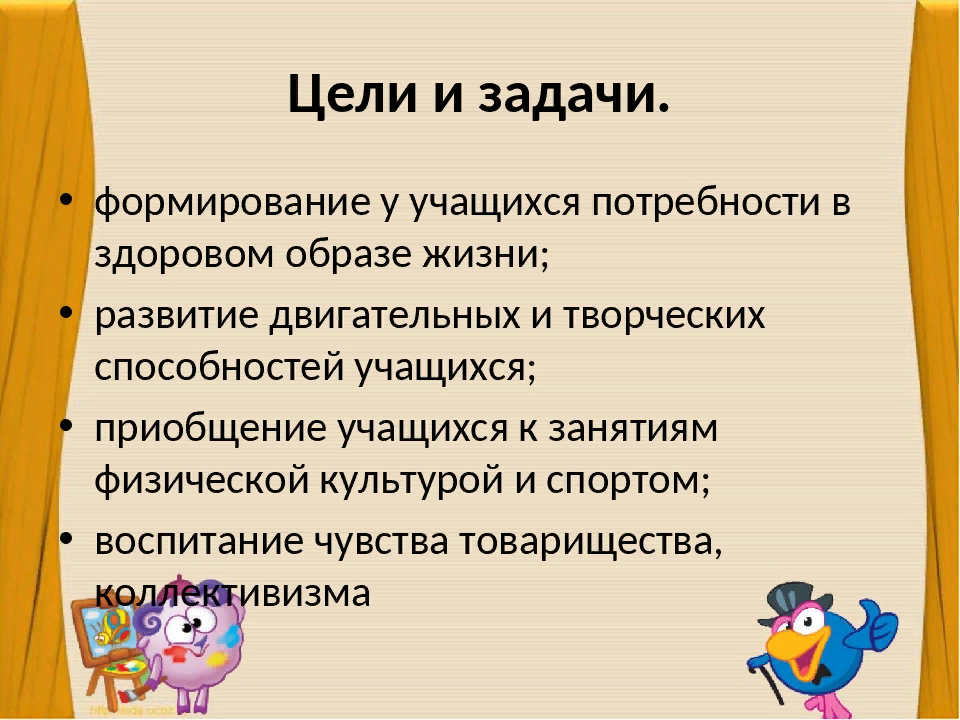 Цели и задачи.
• формирование у учащихся потребности в
здоровом образе жизни;
• развитие двигательных и творческих
способностей учащихся;
• приобщение учащихся к занятиям
физической культурой и спортом;
• воспитание чувства товарищества,
коллективизма